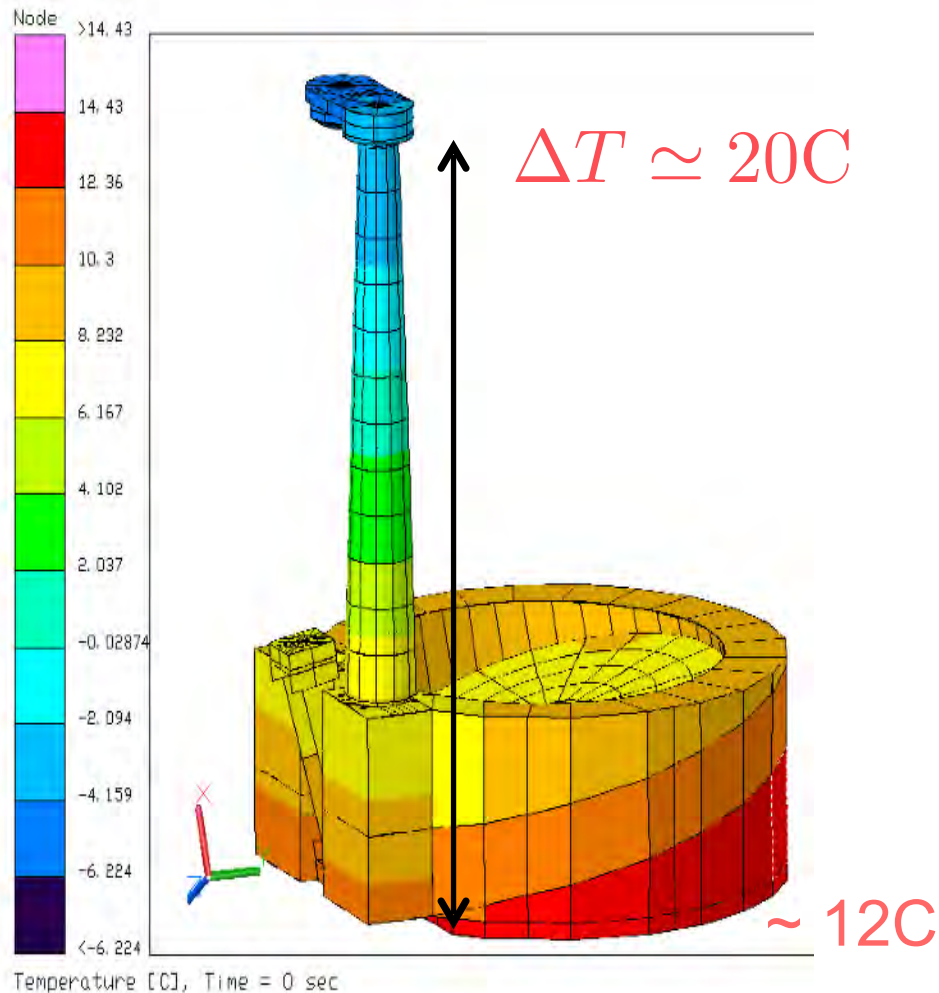 Node
>14.43
14.43
12.36
10.3
8.232
6.167
4.102
2.037
-0.02874
-2.094
-4.159
-6.224
<-6.224
ΔT ≃ 20C
X
~ 12C
Temperature [C], Time = 0 sec